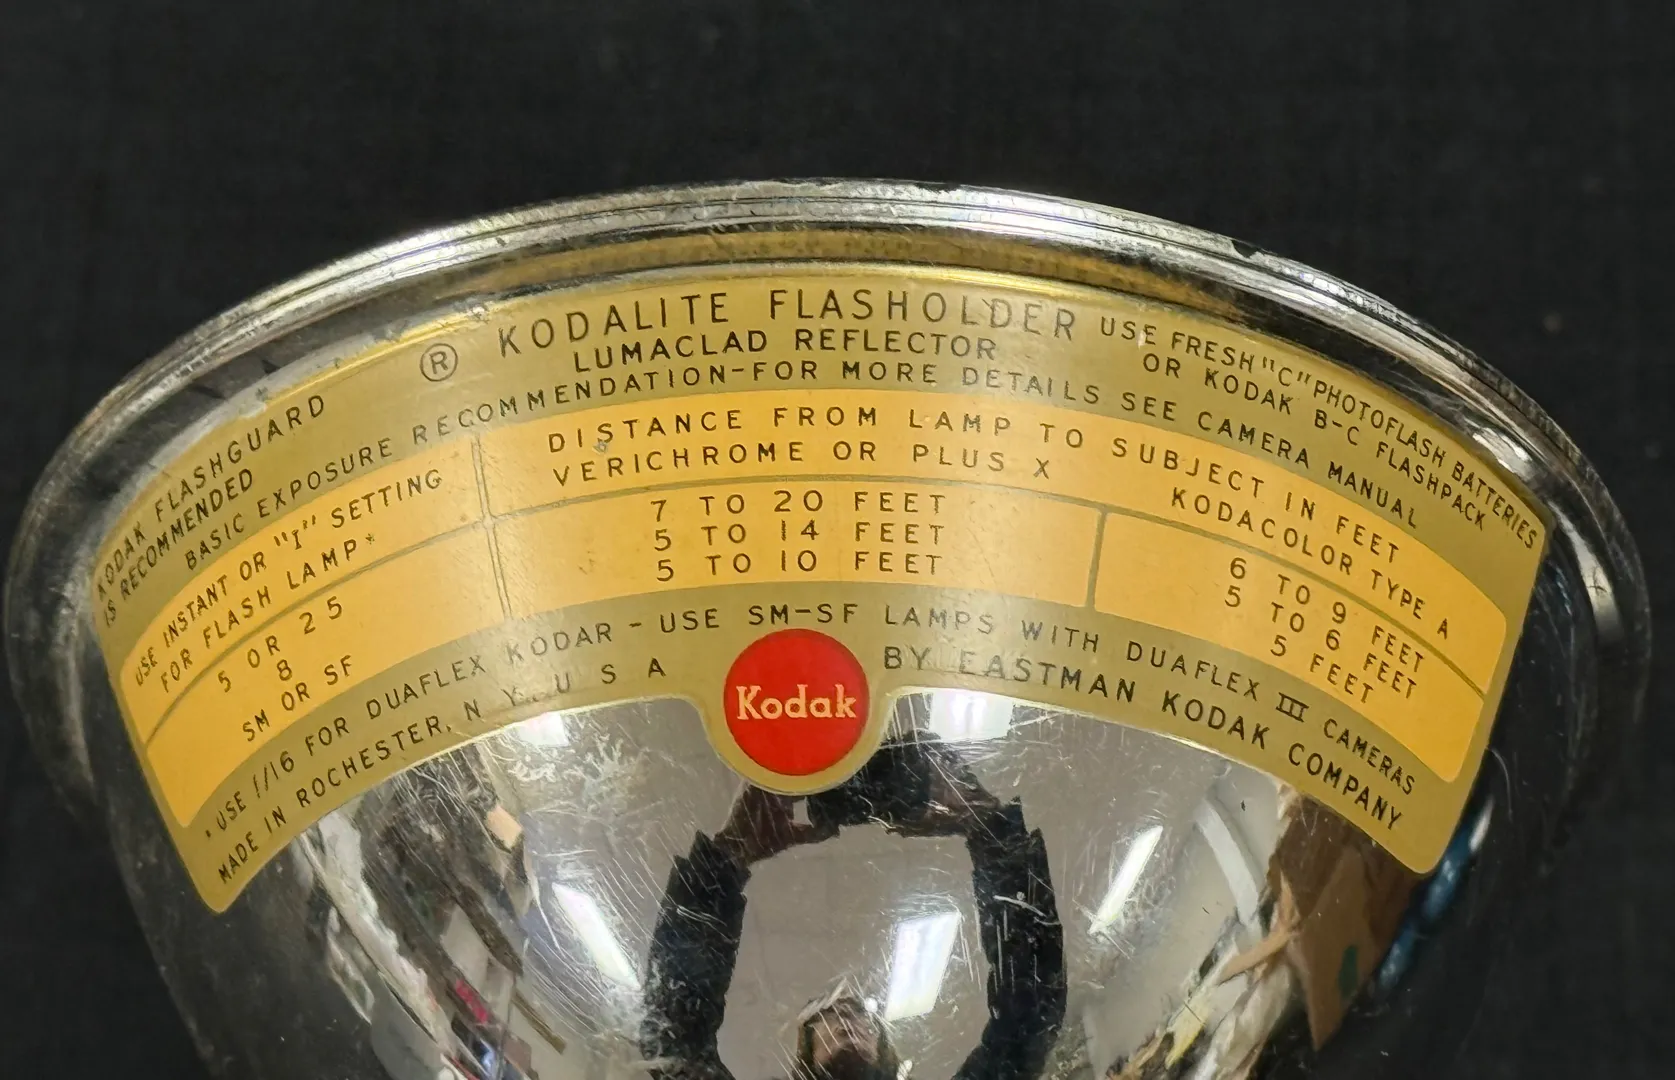 ® KODALITE FLASHOLDER
LUMACLAD REFLECTOR
KODAK FLASHGUARD
IS RECOMMENDED
USE FRESH "C" PHOTOFLASH BATTERIES
OR KODAK B-C FLASHPACK
BASIC EXPOSURE RECOMMENDATION-FOR MORE DETAILS SEE CAMERA MANUAL
USE INSTANT OR "I" SETTING
FOR FLASH LAMP*
DISTANCE FROM LAMP TO SUBJECT IN FEET
VERICHROME OR PLUS X
KODACOLOR TYPE A
5 OR 25
7 TO 20 FEET
6 TO 9 FEET
8
5 TO 14 FEET
5 TO 6 FEET
SM OR SF
5 TO 10 FEET
5 FEET
*USE 1/16 FOR DUAFLEX KODAR - USE SM-SF LAMPS WITH DUAFLEX III CAMERAS
MADE IN ROCHESTER, N.Y. U S A
Kodak
BY EASTMAN KODAK COMPANY